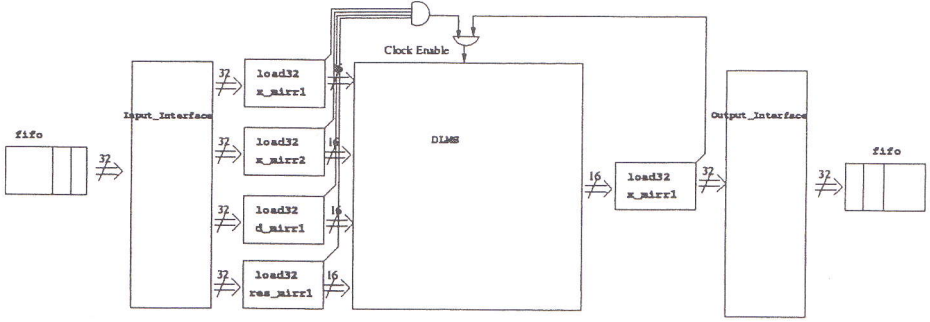 Clock Enable
32
load32
x_mirr1
16
Input_Interface
Output_Interface
fifo
32
32
load32
x_mirr2
16
DLMS
fifo
16
load32
x_mirr1
32
32
32
load32
d_mirr1
16
32
load32
res_mirr1
16